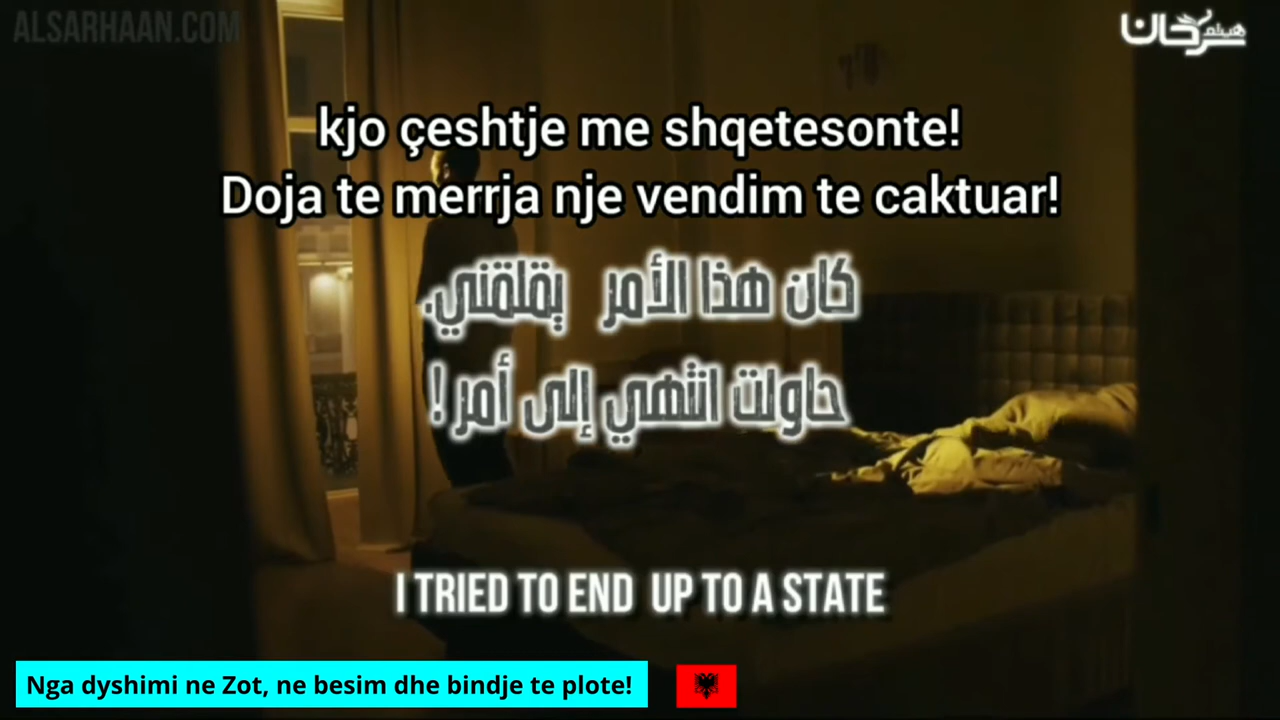 ALSARHAAN.COM
هيثم سرحان
kjo çeshtje me shqetesonte!
Doja te merrja nje vendim te caktuar!
كان هذا الأمر يقلقني.
حاولت انتهي إلى أمر !
I TRIED TO END UP TO A STATE
Nga dyshimi ne Zot, ne besim dhe bindje te plote!